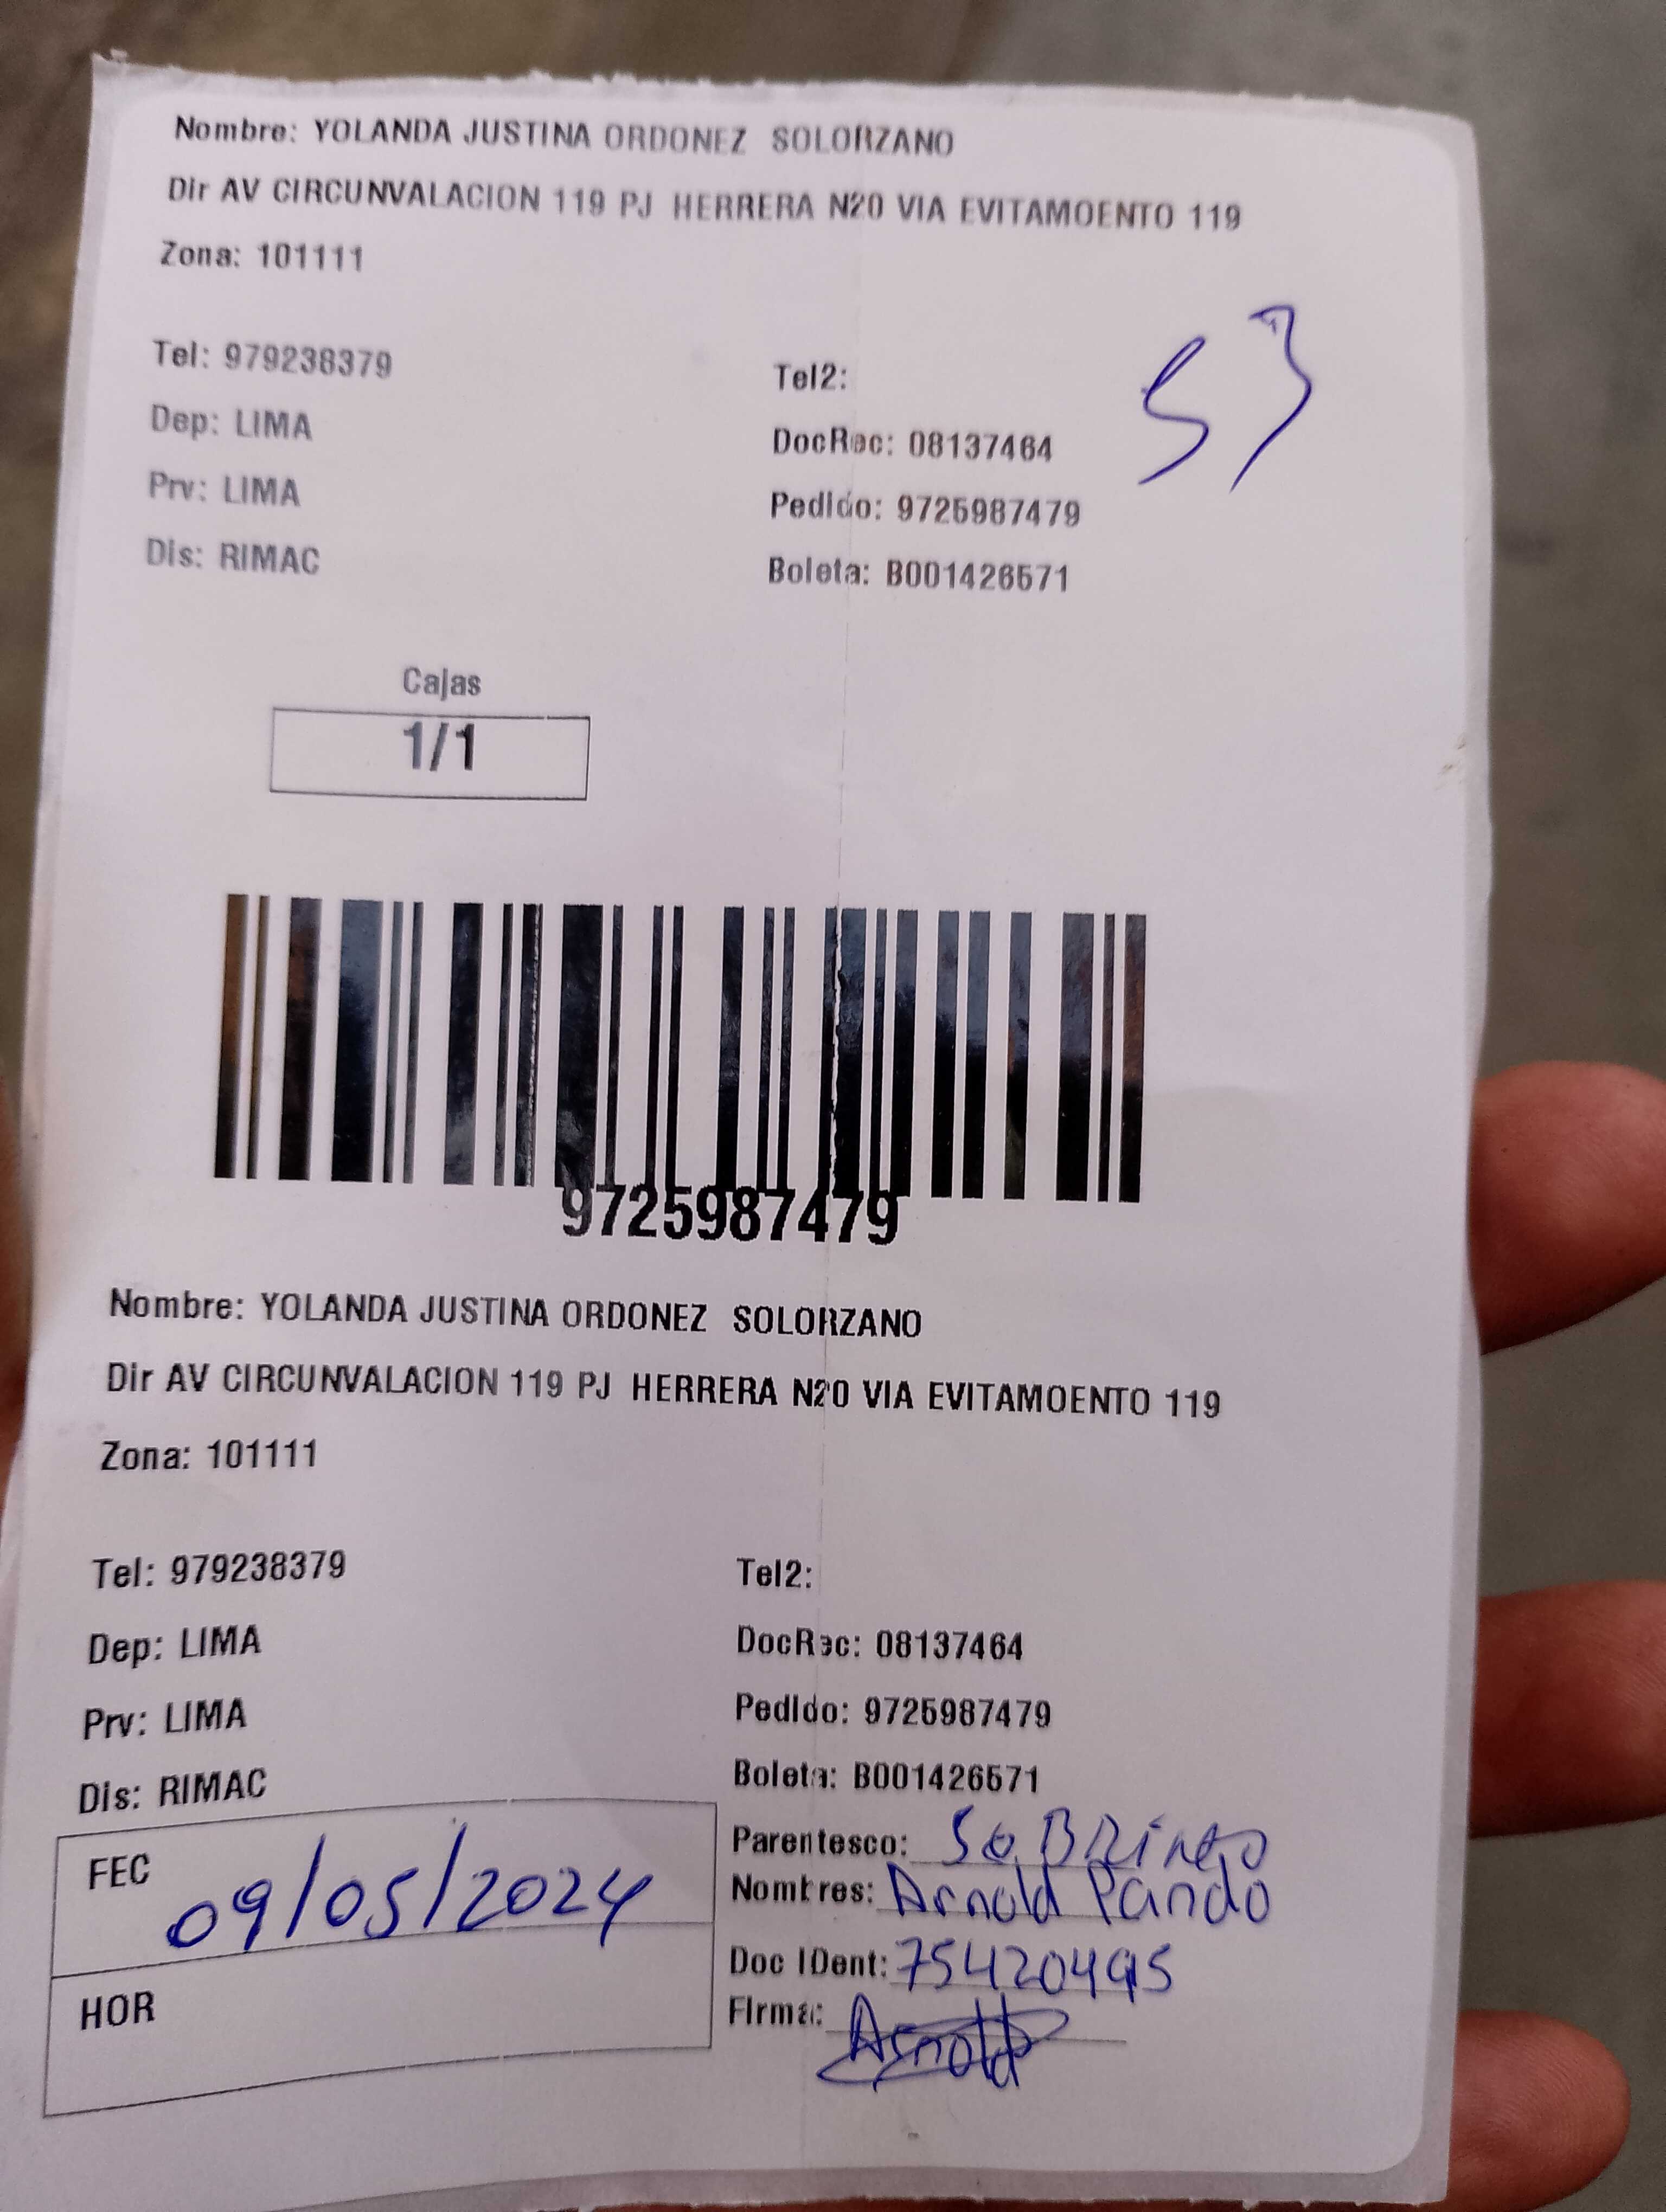 Nombre: YOLANDA JUSTINA ORDONEZ SOLORZANO
Dir AV CIRCUNVALACION 119 PJ HERRERA N20 VIA EVITAMOENTO 119
Zona: 101111
53
Tel: 979238379 Tel2:
Dep: LIMA DocRec: 08137464
Prv: LIMA Pedido: 9725987479
Dis: RIMAC Boleta: B001426571
Cajas
1/1
9725987479
Nombre: YOLANDA JUSTINA ORDONEZ SOLORZANO
Dir AV CIRCUNVALACION 119 PJ HERRERA N20 VIA EVITAMOENTO 119
Zona: 101111
Tel: 979238379 Tel2:
Dep: LIMA DocRec: 08137464
Prv: LIMA Pedido: 9725987479
Dis: RIMAC Boleta: B001426571
FEC 09/05/2024
HOR
Parentesco: SoBRiNo
Nombres: Arnold Pando
Doc IDent: 75420495
Firma: Arnold